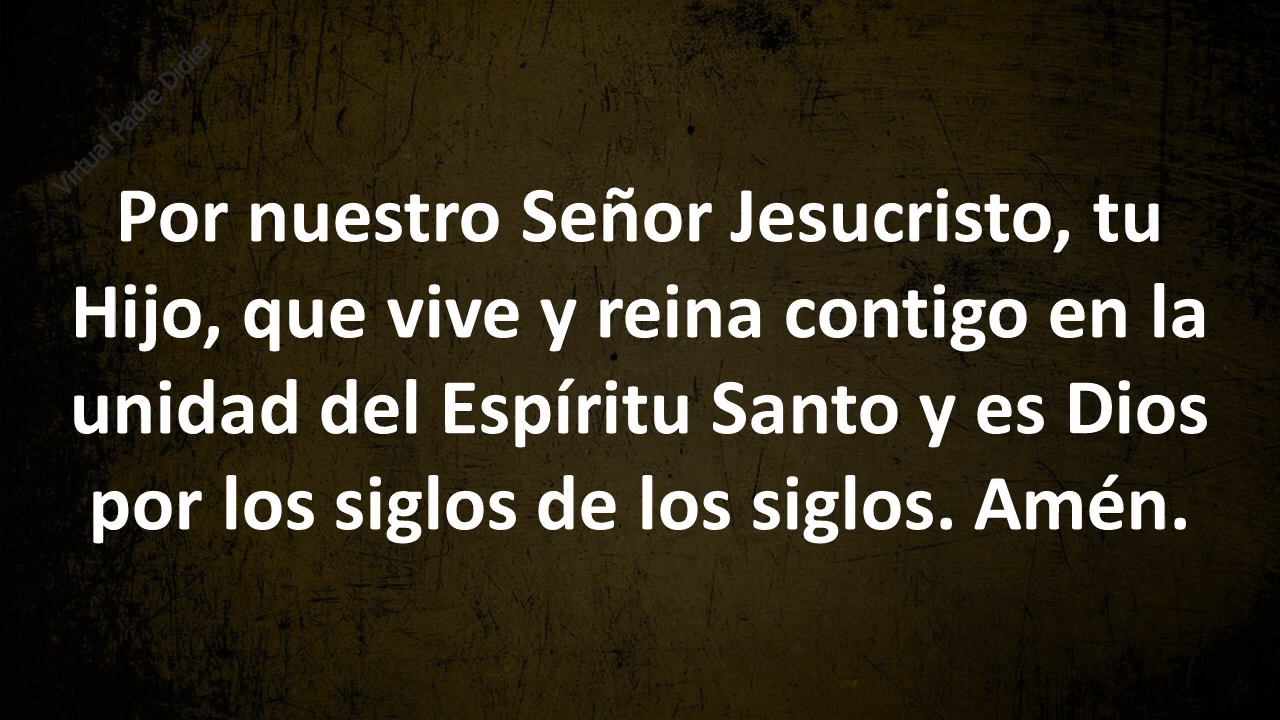 Virtual Padre Didier
Por nuestro Señor Jesucristo, tu
Hijo, que vive y reina contigo en la
unidad del Espíritu Santo y es Dios
por los siglos de los siglos. Amén.